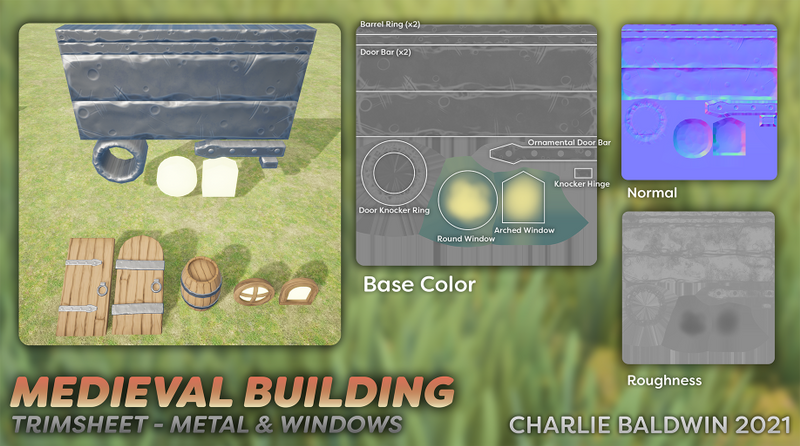 Barrel Ring (x2)
Door Bar (x2)
Ornamental Door Bar
Knocker Hinge
Door Knocker Ring
Arched Window
Round Window
Base Color
Normal
Roughness
MEDIEVAL BUILDING
TRIMSHEET - METAL & WINDOWS
CHARLIE BALDWIN 2021